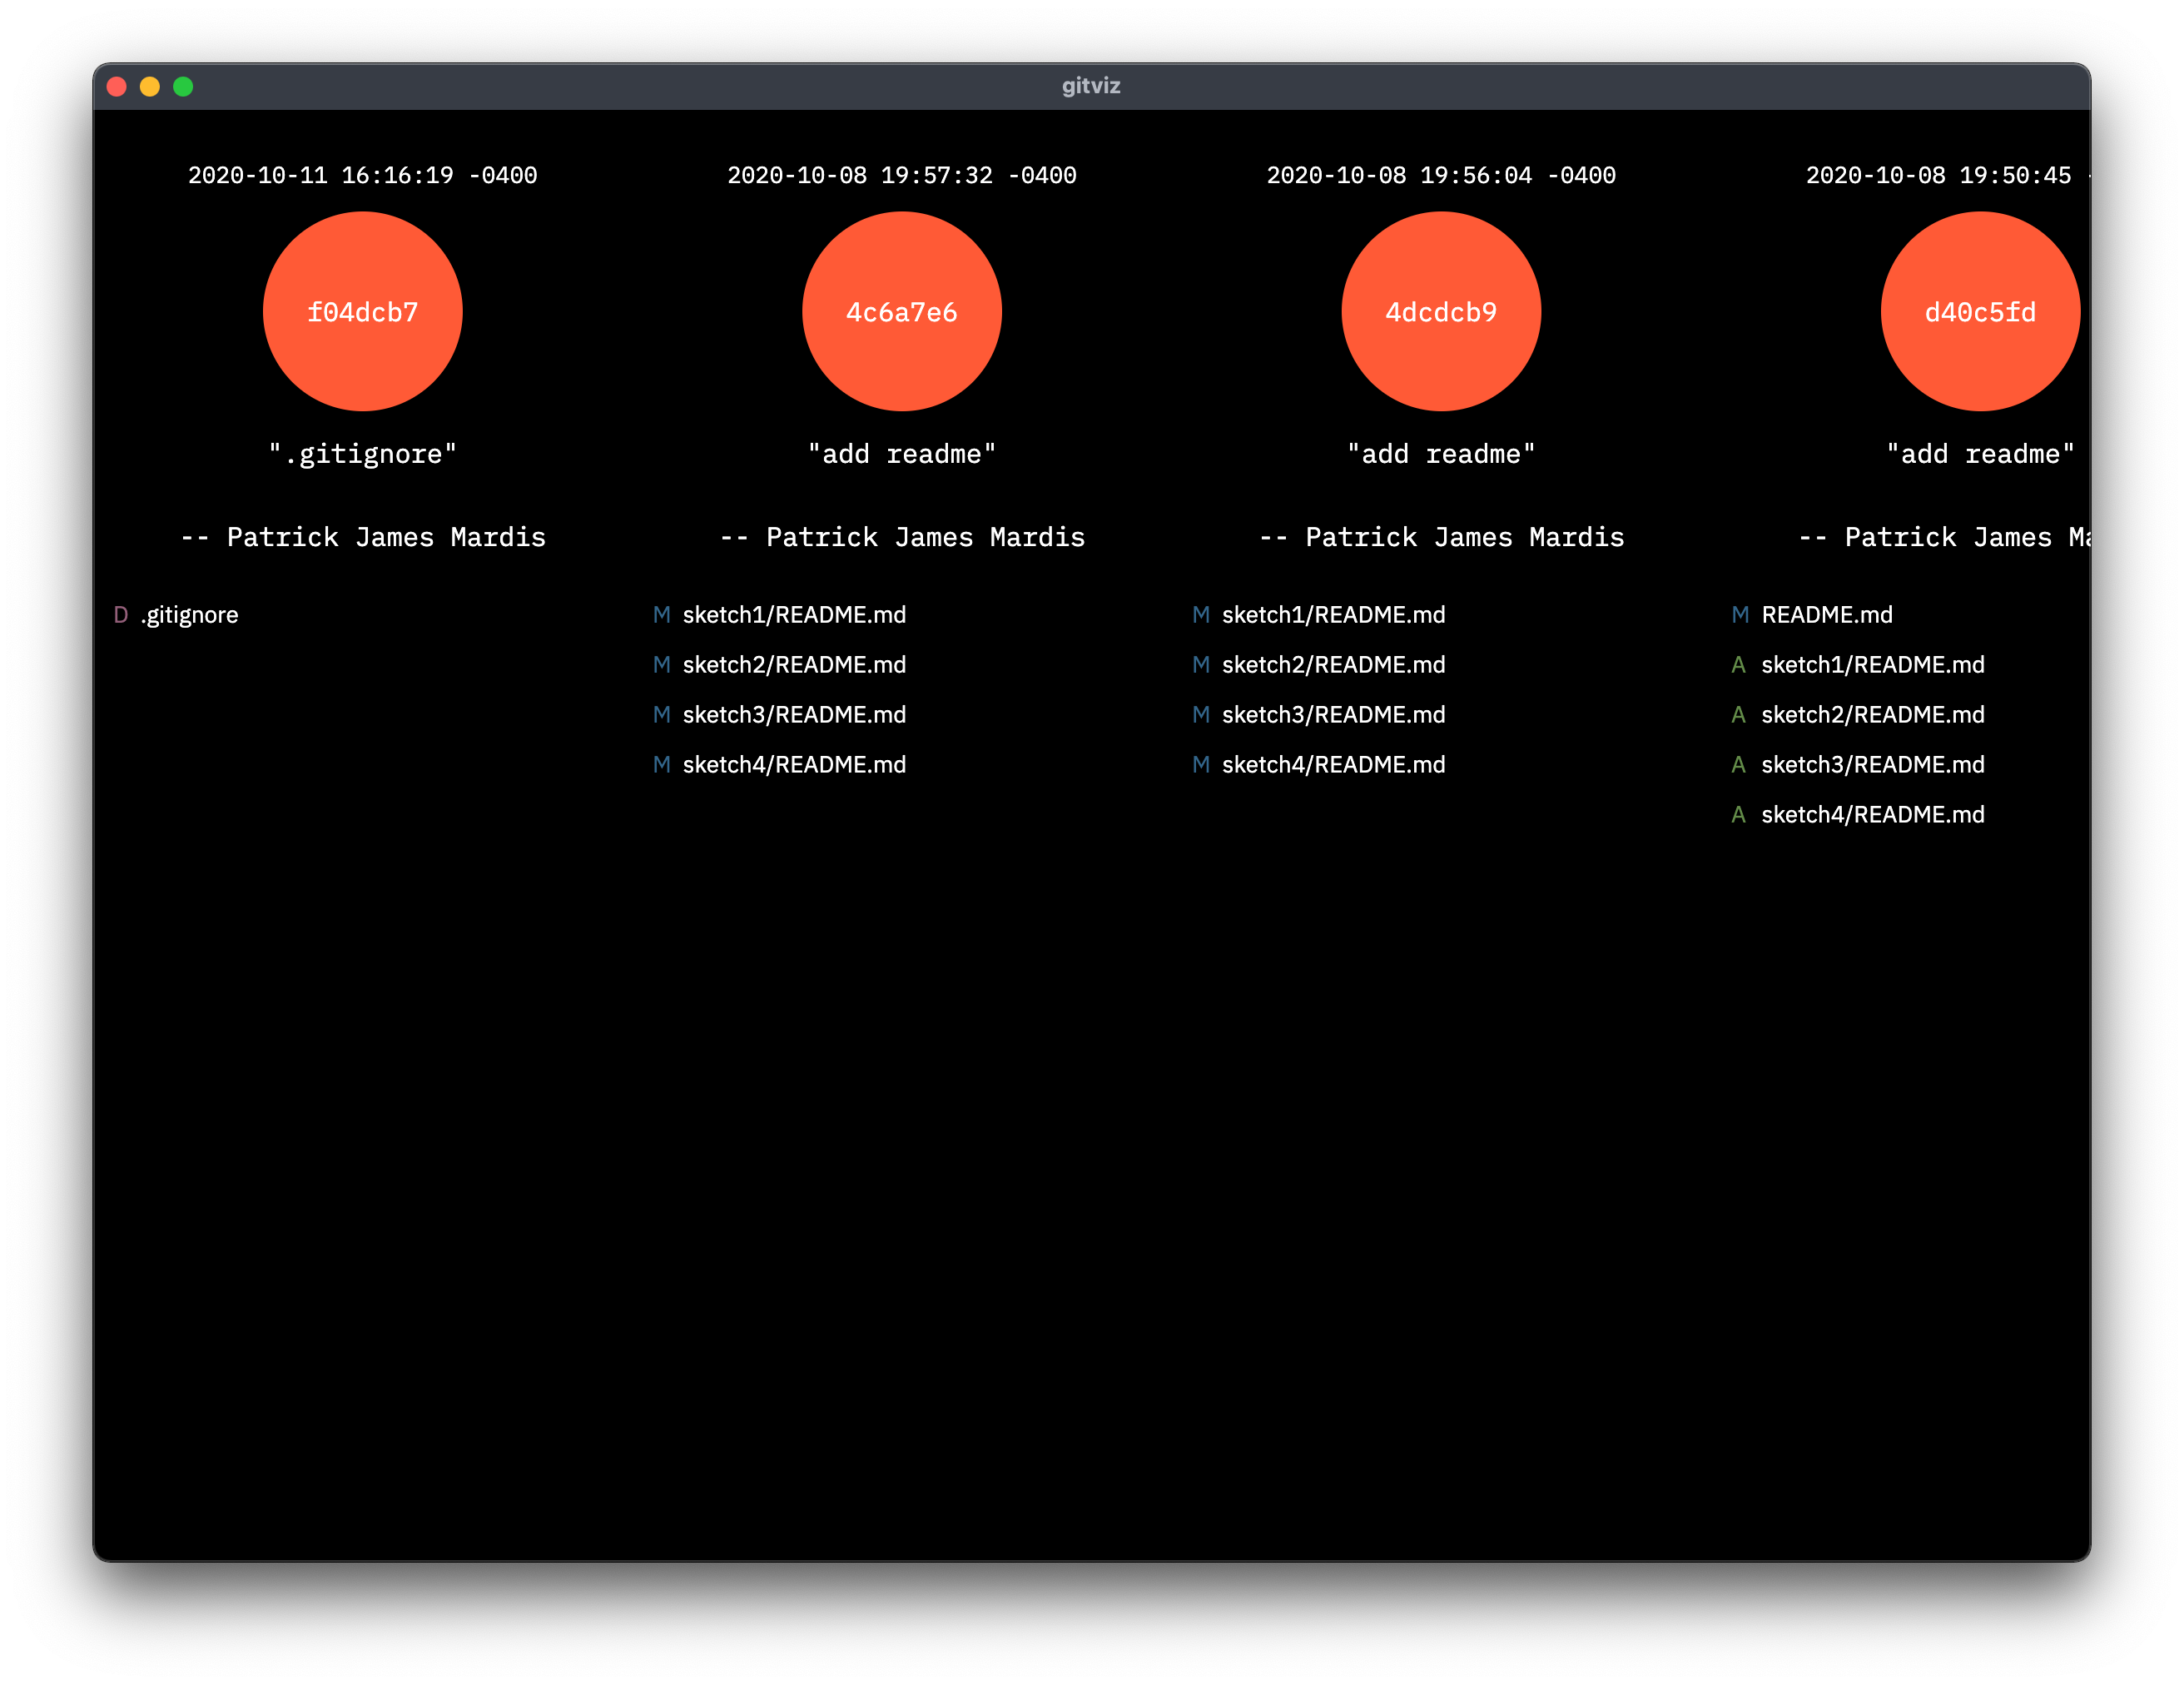 gitviz
2020-10-11 16:16:19 -0400
f04dcb7
".gitignore"
-- Patrick James Mardis
D .gitignore
2020-10-08 19:57:32 -0400
4c6a7e6
"add readme"
-- Patrick James Mardis
M sketch1/README.md
M sketch2/README.md
M sketch3/README.md
M sketch4/README.md
2020-10-08 19:56:04 -0400
4dcdcb9
"add readme"
-- Patrick James Mardis
M sketch1/README.md
M sketch2/README.md
M sketch3/README.md
M sketch4/README.md
2020-10-08 19:50:45
d40c5fd
"add readme"
-- Patrick James
M README.md
A sketch1/README.md
A sketch2/README.md
A sketch3/README.md
A sketch4/README.md